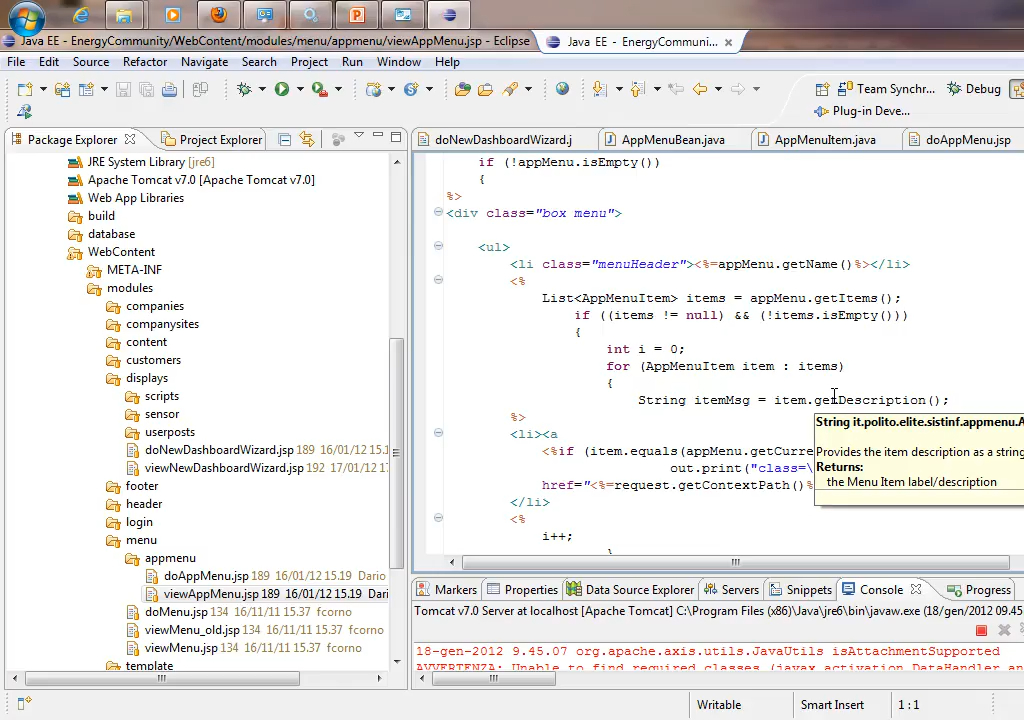 Java EE - EnergyCommunity/WebContent/modules/menu/appmenu/viewAppMenu.jsp - Eclipse
Java EE - EnergyCommuni...
File Edit Source Refactor Navigate Search Project Run Window Help
Team Synchr... Debug
Plug-in Deve...
Package Explorer Project Explorer
doNewDashboardWizard.j AppMenuBean.java AppMenuItem.java doAppMenu.jsp
JRE System Library [jre6]
Apache Tomcat v7.0 [Apache Tomcat v7.0]
Web App Libraries
build
database
WebContent
META-INF
modules
companies
companysites
content
customers
displays
scripts
sensor
userposts
doNewDashboardWizard.jsp 189 16/01/12 15.1
viewNewDashboardWizard.jsp 192 17/01/12 1
footer
header
login
menu
appmenu
doAppMenu.jsp 189 16/01/12 15.19 Dario
viewAppMenu.jsp 189 16/01/12 15.19 Dari
doMenu.jsp 134 16/11/11 15.37 fcorno
viewMenu_old.jsp 134 16/11/11 15.37 fcorno
viewMenu.jsp 134 16/11/11 15.37 fcorno
template
if (!appMenu.isEmpty())
{
%>
<div class="box menu">
<ul>
<li class="menuHeader"><%=appMenu.getName()%></li>
<%
List<AppMenuItem> items = appMenu.getItems();
if ((items != null) && (!items.isEmpty()))
{
int i = 0;
for (AppMenuItem item : items)
{
String itemMsg = item.getDescription();
%>
<li><a
<%if (item.equals(appMenu.getCurre
out.print("class=\
href="<%=request.getContextPath()%
</li>
<%
i++;
}
String it.polito.elite.sistinf.appmenu.A
Provides the item description as a string
Returns:
the Menu Item label/description
Markers Properties Data Source Explorer Servers Snippets Console Progress
Tomcat v7.0 Server at localhost [Apache Tomcat] C:\Program Files (x86)\Java\jre6\bin\javaw.exe (18/gen/2012 09.45
18-gen-2012 9.45.07 org.apache.axis.utils.JavaUtils isAttachmentSupported
AVVERTENZA: Unable to find required classes (javax.activation.DataHandler an
Writable Smart Insert 1 : 1